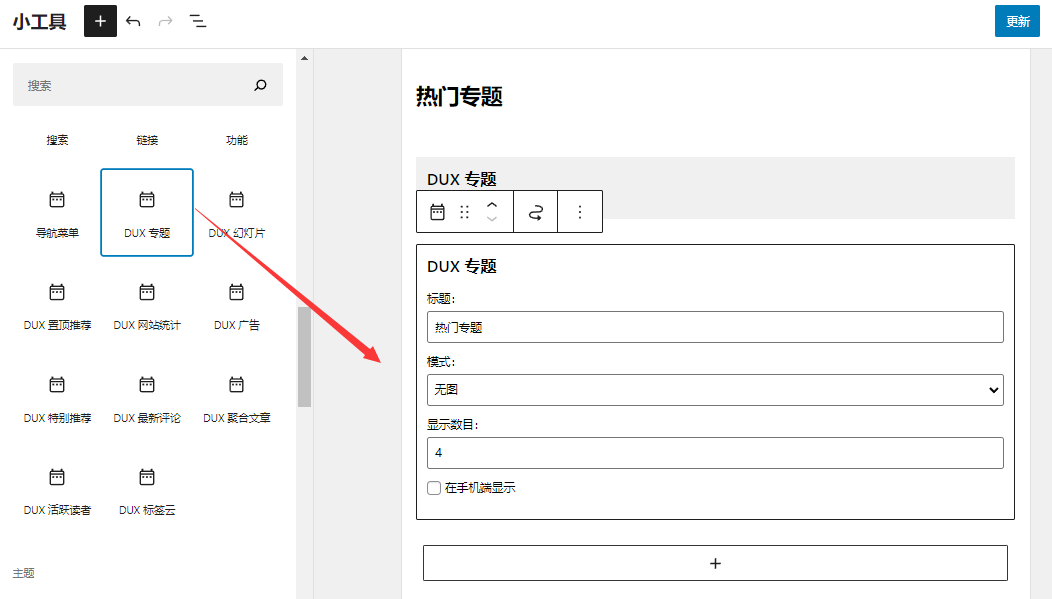 小工具
更新
搜索
搜索 链接 功能
导航菜单 DUX 专题 DUX 幻灯片
DUX 置顶推荐 DUX 网站统计 DUX 广告
DUX 特别推荐 DUX 最新评论 DUX 聚合文章
DUX 活跃读者 DUX 标签云
主题
热门专题
DUX 专题
DUX 专题
标题:
热门专题
模式:
无图
显示数目:
4
在手机端显示